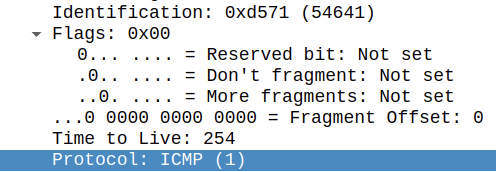 Identification: 0xd571 (54641)
Flags: 0x00
0... .... = Reserved bit: Not set
.0.. .... = Don't fragment: Not set
..0. .... = More fragments: Not set
...0 0000 0000 0000 = Fragment Offset: 0
Time to Live: 254
Protocol: ICMP (1)